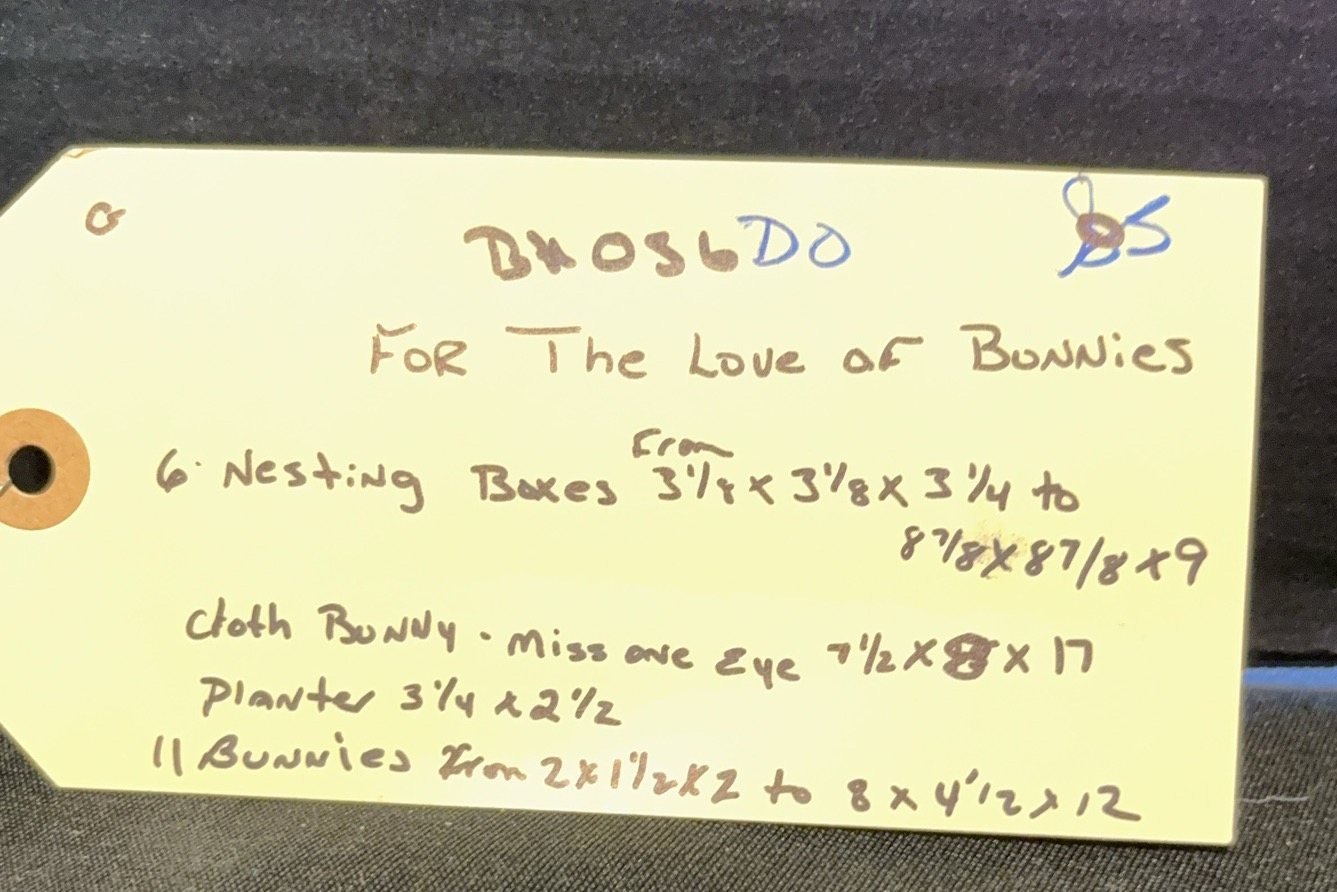 BX056DO
FOR The Love of BUNNies
6 Nesting Boxes From 3 1/8 x 3 1/8 x 3 1/4 to
8 7/8 x 8 7/8 x 9
Cloth Bunny . Miss one Eye 7 1/2 x 8 x 17
Planter 3 1/4 x 2 1/2
11 BUNNies From 2 x 1 1/2 x 2 to 8 x 4 1/2 x 12